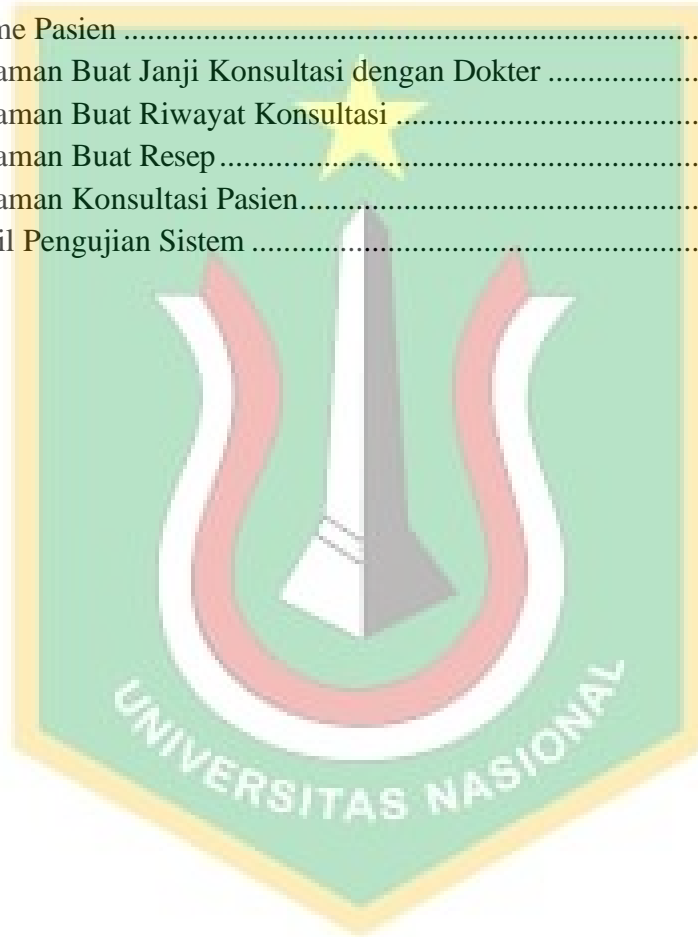 me Pasien ........................................................................
aman Buat Janji Konsultasi dengan Dokter ...................
aman Buat Riwayat Konsultasi ......................................
aman Buat Resep............................................................
aman Konsultasi Pasien..................................................
il Pengujian Sistem ........................................................
UNIVERSITAS NASIONAL